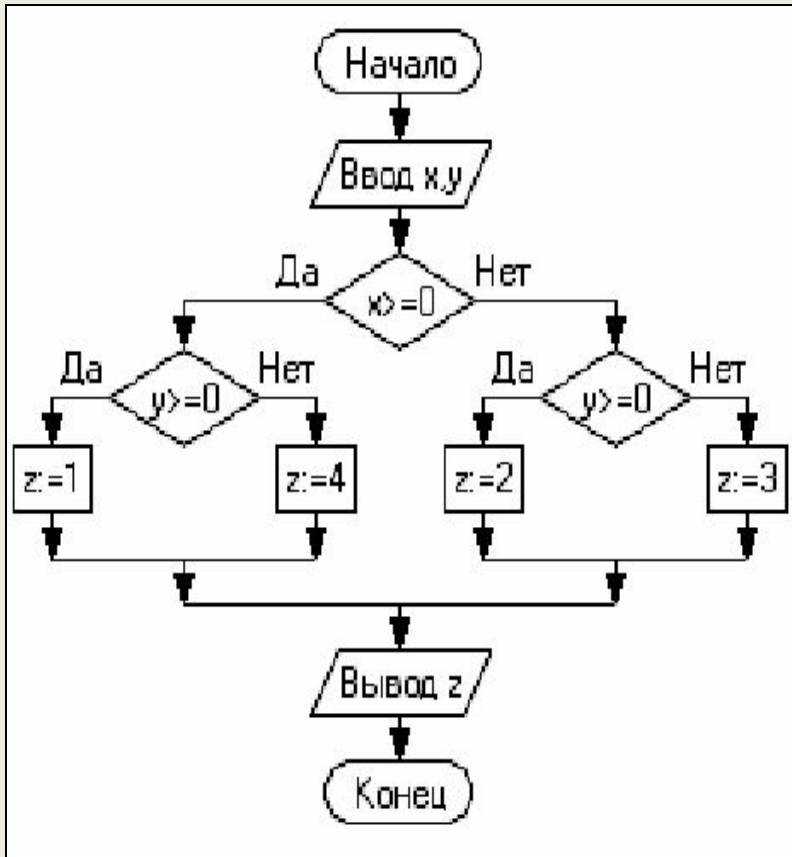 Начало
Ввод x,y
Да Нет
x>=0
Да Нет Да Нет
y>=0 y>=0
z:=1 z:=4 z:=2 z:=3
Вывод z
Конец